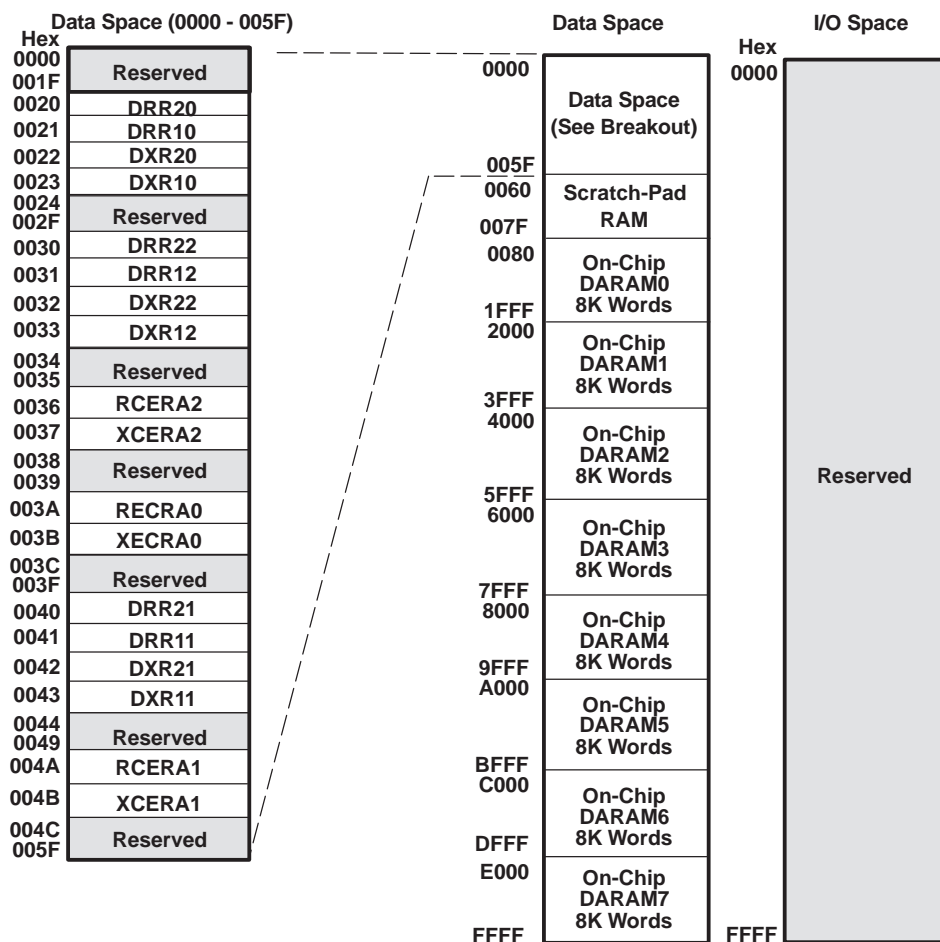 Data Space (0000 - 005F)
Hex
0000
001F
Reserved
0020
DRR20
0021
DRR10
0022
DXR20
0023
DXR10
0024
002F
Reserved
0030
DRR22
0031
DRR12
0032
DXR22
0033
DXR12
0034
0035
Reserved
0036
RCERA2
0037
XCERA2
0038
0039
Reserved
003A
RECRA0
003B
XECRA0
003C
003F
Reserved
0040
DRR21
0041
DRR11
0042
DXR21
0043
DXR11
0044
0049
Reserved
004A
RCERA1
004B
XCERA1
004C
005F
Reserved
Data Space
0000
Data Space
(See Breakout)
005F
0060
Scratch-Pad
RAM
007F
0080
On-Chip
DARAM0
8K Words
1FFF
2000
On-Chip
DARAM1
8K Words
3FFF
4000
On-Chip
DARAM2
8K Words
5FFF
6000
On-Chip
DARAM3
8K Words
7FFF
8000
On-Chip
DARAM4
8K Words
9FFF
A000
On-Chip
DARAM5
8K Words
BFFF
C000
On-Chip
DARAM6
8K Words
DFFF
E000
On-Chip
DARAM7
8K Words
FFFF
I/O Space
Hex
0000
Reserved
FFFF